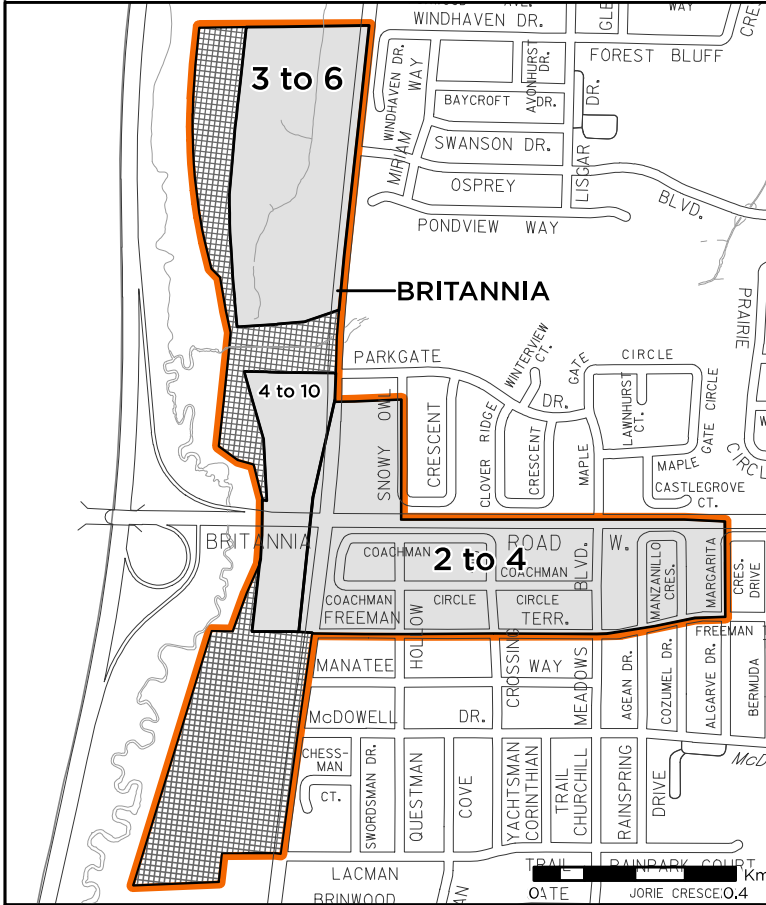 WAY
WINDHAVEN DR.
GLE
CRES
FOREST BLUFF
3 to 6
WINDHAVEN DR.
WAY
AVONHURST
DR.
DR.
BAYCROFT DR.
SWANSON DR.
MIRIAM
OSPREY
LISGAR
BLVD.
PONDVIEW WAY
BRITANNIA
PRAIRIE
PARKGATE
WINTERVIEW
CT.
GATE
CIRCLE
4 to 10
DR.
SNOWY OWL
CRESCENT
CLOVER RIDGE
CRESCENT
MAPLE
LAWNHURST
CT.
GATE CIRCLE
MAPLE
CIRCL
W
CASTLEGROVE
CT.
BRITANNIA
ROAD
W.
COACHMAN
2 to 4
COACHMAN
BLVD.
MANZANILLO
CRES.
MARGARITA
CRES.
DRIVE
COACHMAN
CIRCLE
CIRCLE
FREEMAN
TERR.
FREEMAN T
HOLLOW
CROSSING
MANATEE
WAY
MEADOWS
AGEAN DR.
COZUMEL DR.
ALGARVE DR.
BERMUDA
McDOWELL
DR.
McD
CHESS-
MAN
CT.
SWORDSMAN DR.
QUESTMAN
COVE
YACHTSMAN
CORINTHIAN
TRAIL
CHURCHILL
RAINSPRING
DRIVE
LACMAN
TRAIL
RAINPARK COURT
Km
BRINWOOD
AN
0
ATE
JORIE CRESCE
0.4